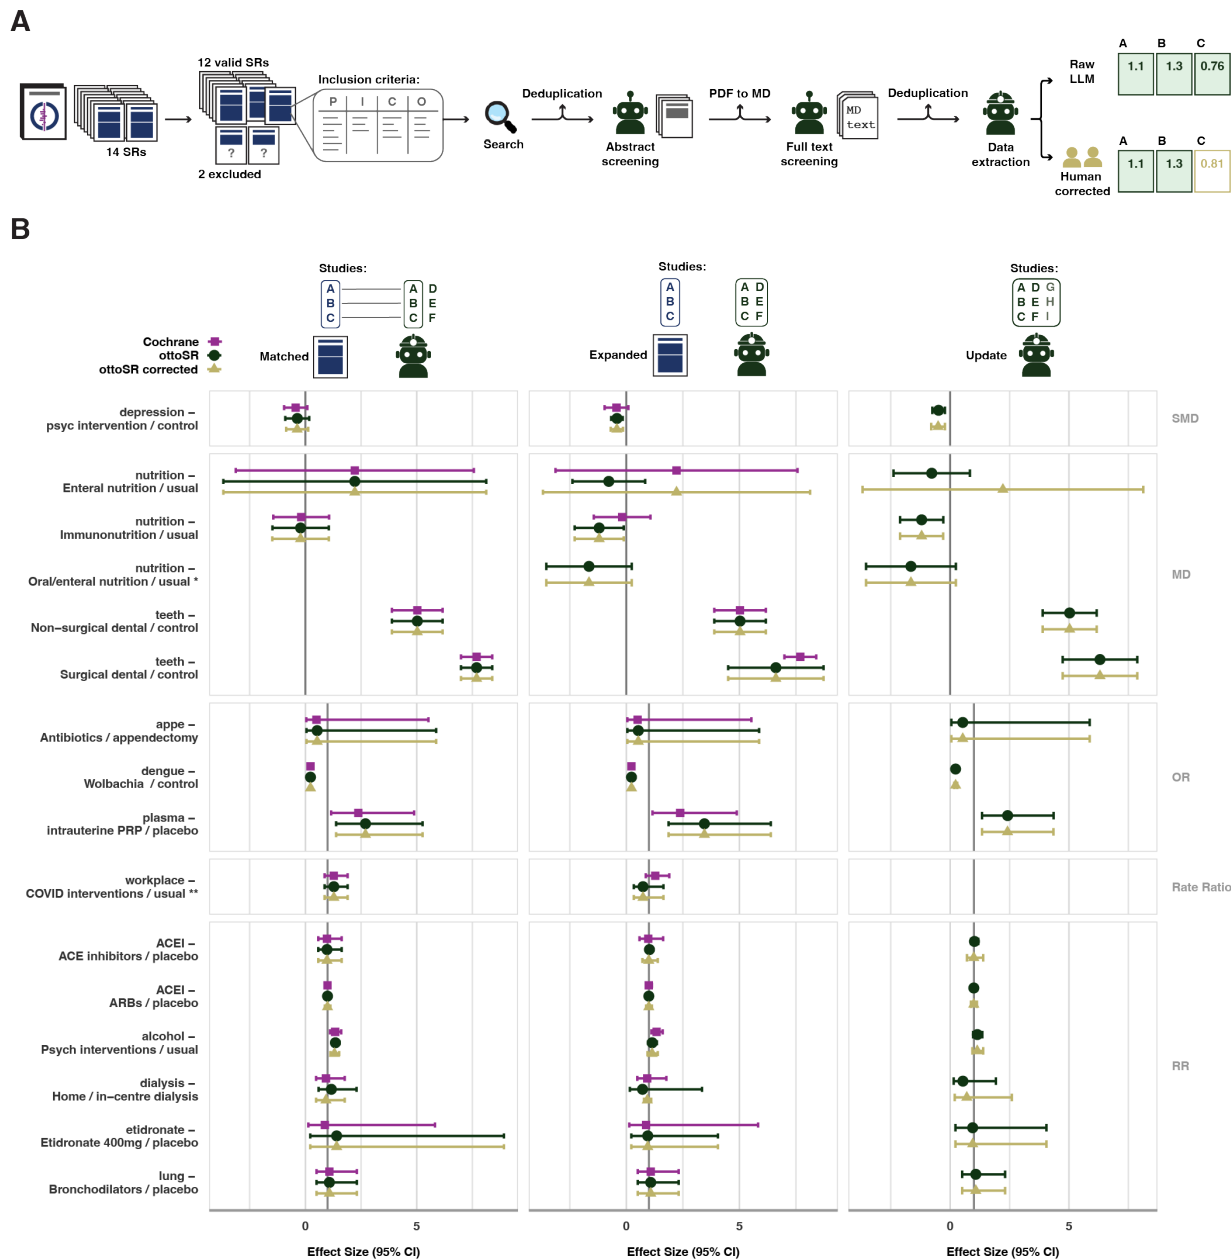 A
12 valid SRs
14 SRs
2 excluded
?
?
Inclusion criteria:
P I C O
Search
Deduplication
Abstract
screening
PDF to MD
MD
text
Full text
screening
Deduplication
Data
extraction
Raw
LLM
A B C
1.1 1.3 0.76
Human
corrected
A B C
1.1 1.3 0.81
B
Studies:
A A D
B B E
C C F
Matched
Studies:
A A D
B B E
C C F
Expanded
Studies:
A D G
B E H
C F I
Update
Cochrane
ottoSR
ottoSR corrected
depression –
psyc intervention / control
SMD
nutrition –
Enteral nutrition / usual
nutrition –
Immunonutrition / usual
nutrition –
Oral/enteral nutrition / usual *
MD
teeth –
Non–surgical dental / control
teeth –
Surgical dental / control
appe –
Antibiotics / appendectomy
dengue –
Wolbachia / control
OR
plasma –
intrauterine PRP / placebo
workplace –
COVID interventions / usual **
Rate Ratio
ACEI –
ACE inhibitors / placebo
ACEI –
ARBs / placebo
alcohol –
Psych interventions / usual
RR
dialysis –
Home / in–centre dialysis
etidronate –
Etidronate 400mg / placebo
lung –
Bronchodilators / placebo
0 5
0 5
0 5
Effect Size (95% CI)
Effect Size (95% CI)
Effect Size (95% CI)